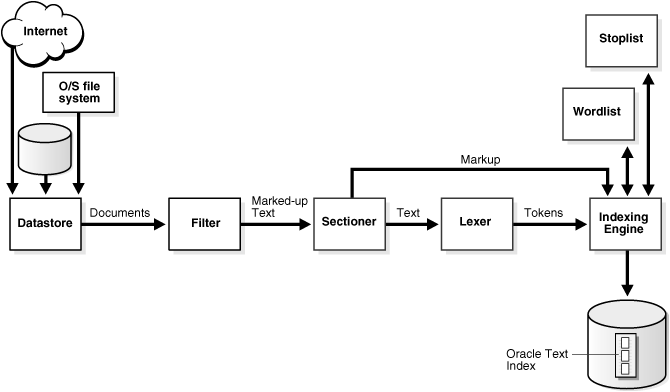 Internet
Stoplist
O/S file
system
Wordlist
Markup
Datastore
Documents
Filter
Marked-up
Text
Sectioner
Text
Lexer
Tokens
Indexing
Engine
Oracle Text
Index